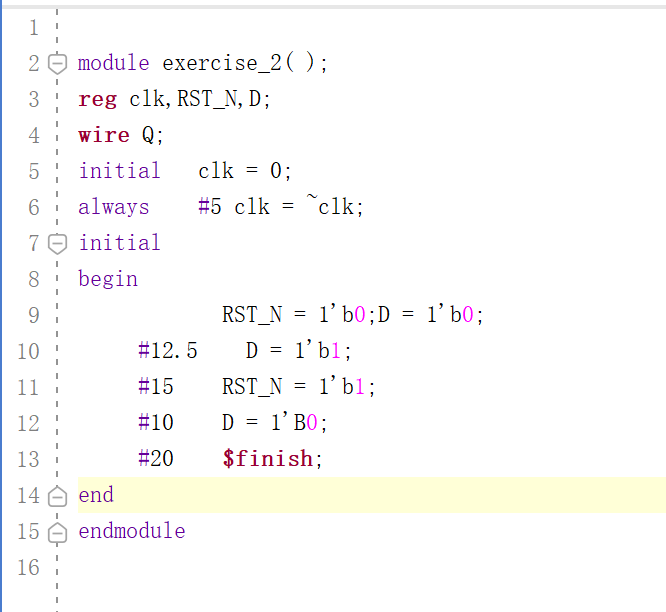 1
2 module exercise_2( );
3 reg clk,RST_N,D;
4 wire Q;
5 initial   clk = 0;
6 always    #5 clk = ~clk;
7 initial
8 begin
9             RST_N = 1'b0;D = 1'b0;
10      #12.5    D = 1'b1;
11      #15    RST_N = 1'b1;
12      #10    D = 1'B0;
13      #20    $finish;
14 end
15 endmodule
16